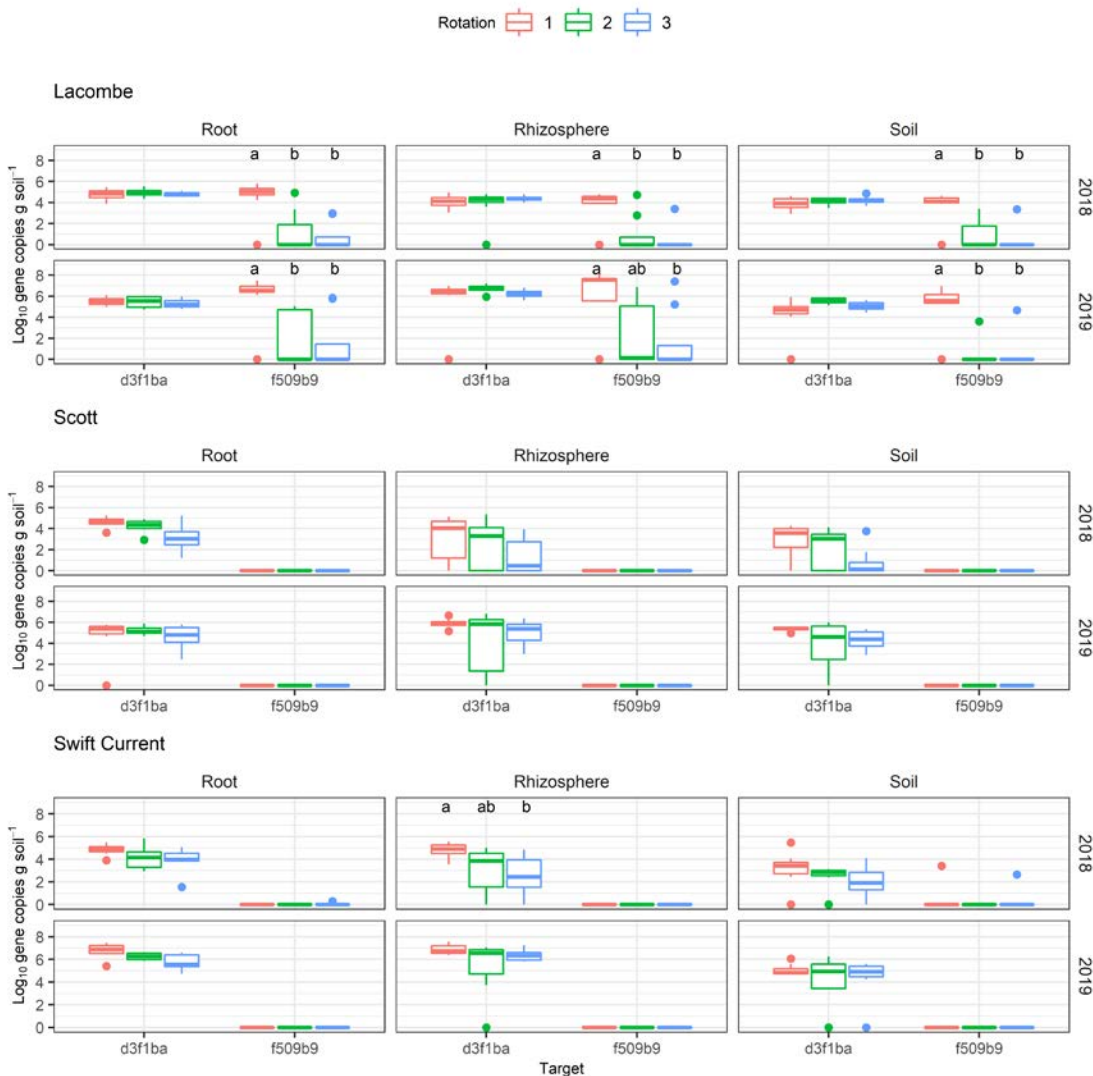 Rotation 1 2 3
Lacombe
Root Rhizosphere Soil
8 a b b a b b a b b
6
4
2
0
2018
8 a b b a ab b a b b
6
4
2
0
2019
d3f1ba f509b9 d3f1ba f509b9 d3f1ba f509b9
Log10 gene copies g soil−1
Scott
Root Rhizosphere Soil
8
6
4
2
0
2018
8
6
4
2
0
2019
d3f1ba f509b9 d3f1ba f509b9 d3f1ba f509b9
Log10 gene copies g soil−1
Swift Current
Root Rhizosphere Soil
8 a ab b
6
4
2
0
2018
8
6
4
2
0
2019
d3f1ba f509b9 d3f1ba f509b9 d3f1ba f509b9
Log10 gene copies g soil−1
Target